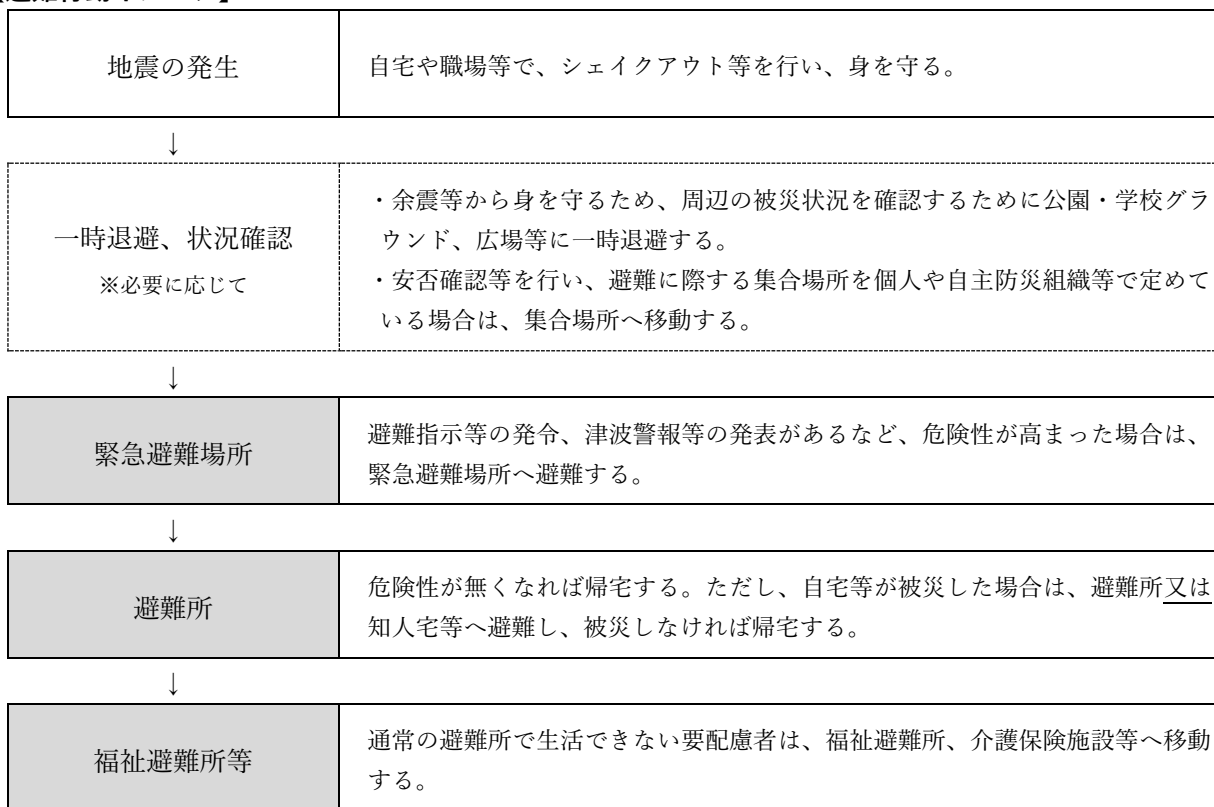 地震の発生
自宅や職場等で、シェイクアウト等を行い、身を守る。
↓
一時退避、状況確認
※必要に応じて
・余震等から身を守るため、周辺の被災状況を確認するために公園・学校グラ
ウンド、広場等に一時退避する。
・安否確認等を行い、避難に際する集合場所を個人や自主防災組織等で定めて
いる場合は、集合場所へ移動する。
↓
緊急避難場所
避難指示等の発令、津波警報等の発表があるなど、危険性が高まった場合は、
緊急避難場所へ避難する。
↓
避難所
危険性が無くなれば帰宅する。ただし、自宅等が被災した場合は、避難所又は
知人宅等へ避難し、被災しなければ帰宅する。
↓
福祉避難所等
通常の避難所で生活できない要配慮者は、福祉避難所、介護保険施設等へ移動
する。